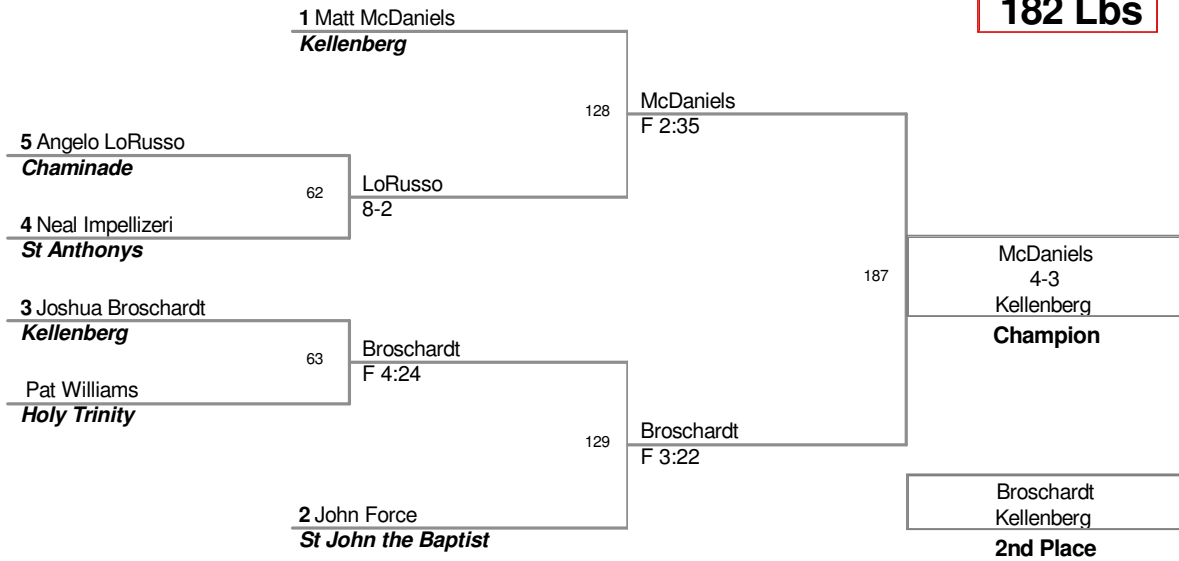 182 Lbs
1 Matt McDaniels
Kellenberg
128
McDaniels
F 2:35
5 Angelo LoRusso
Chaminade
62
LoRusso
8-2
4 Neal Impellizeri
St Anthonys
187
McDaniels
4-3
Kellenberg
Champion
3 Joshua Broschardt
Kellenberg
63
Broschardt
F 4:24
Pat Williams
Holy Trinity
129
Broschardt
F 3:22
2 John Force
St John the Baptist
Broschardt
Kellenberg
2nd Place